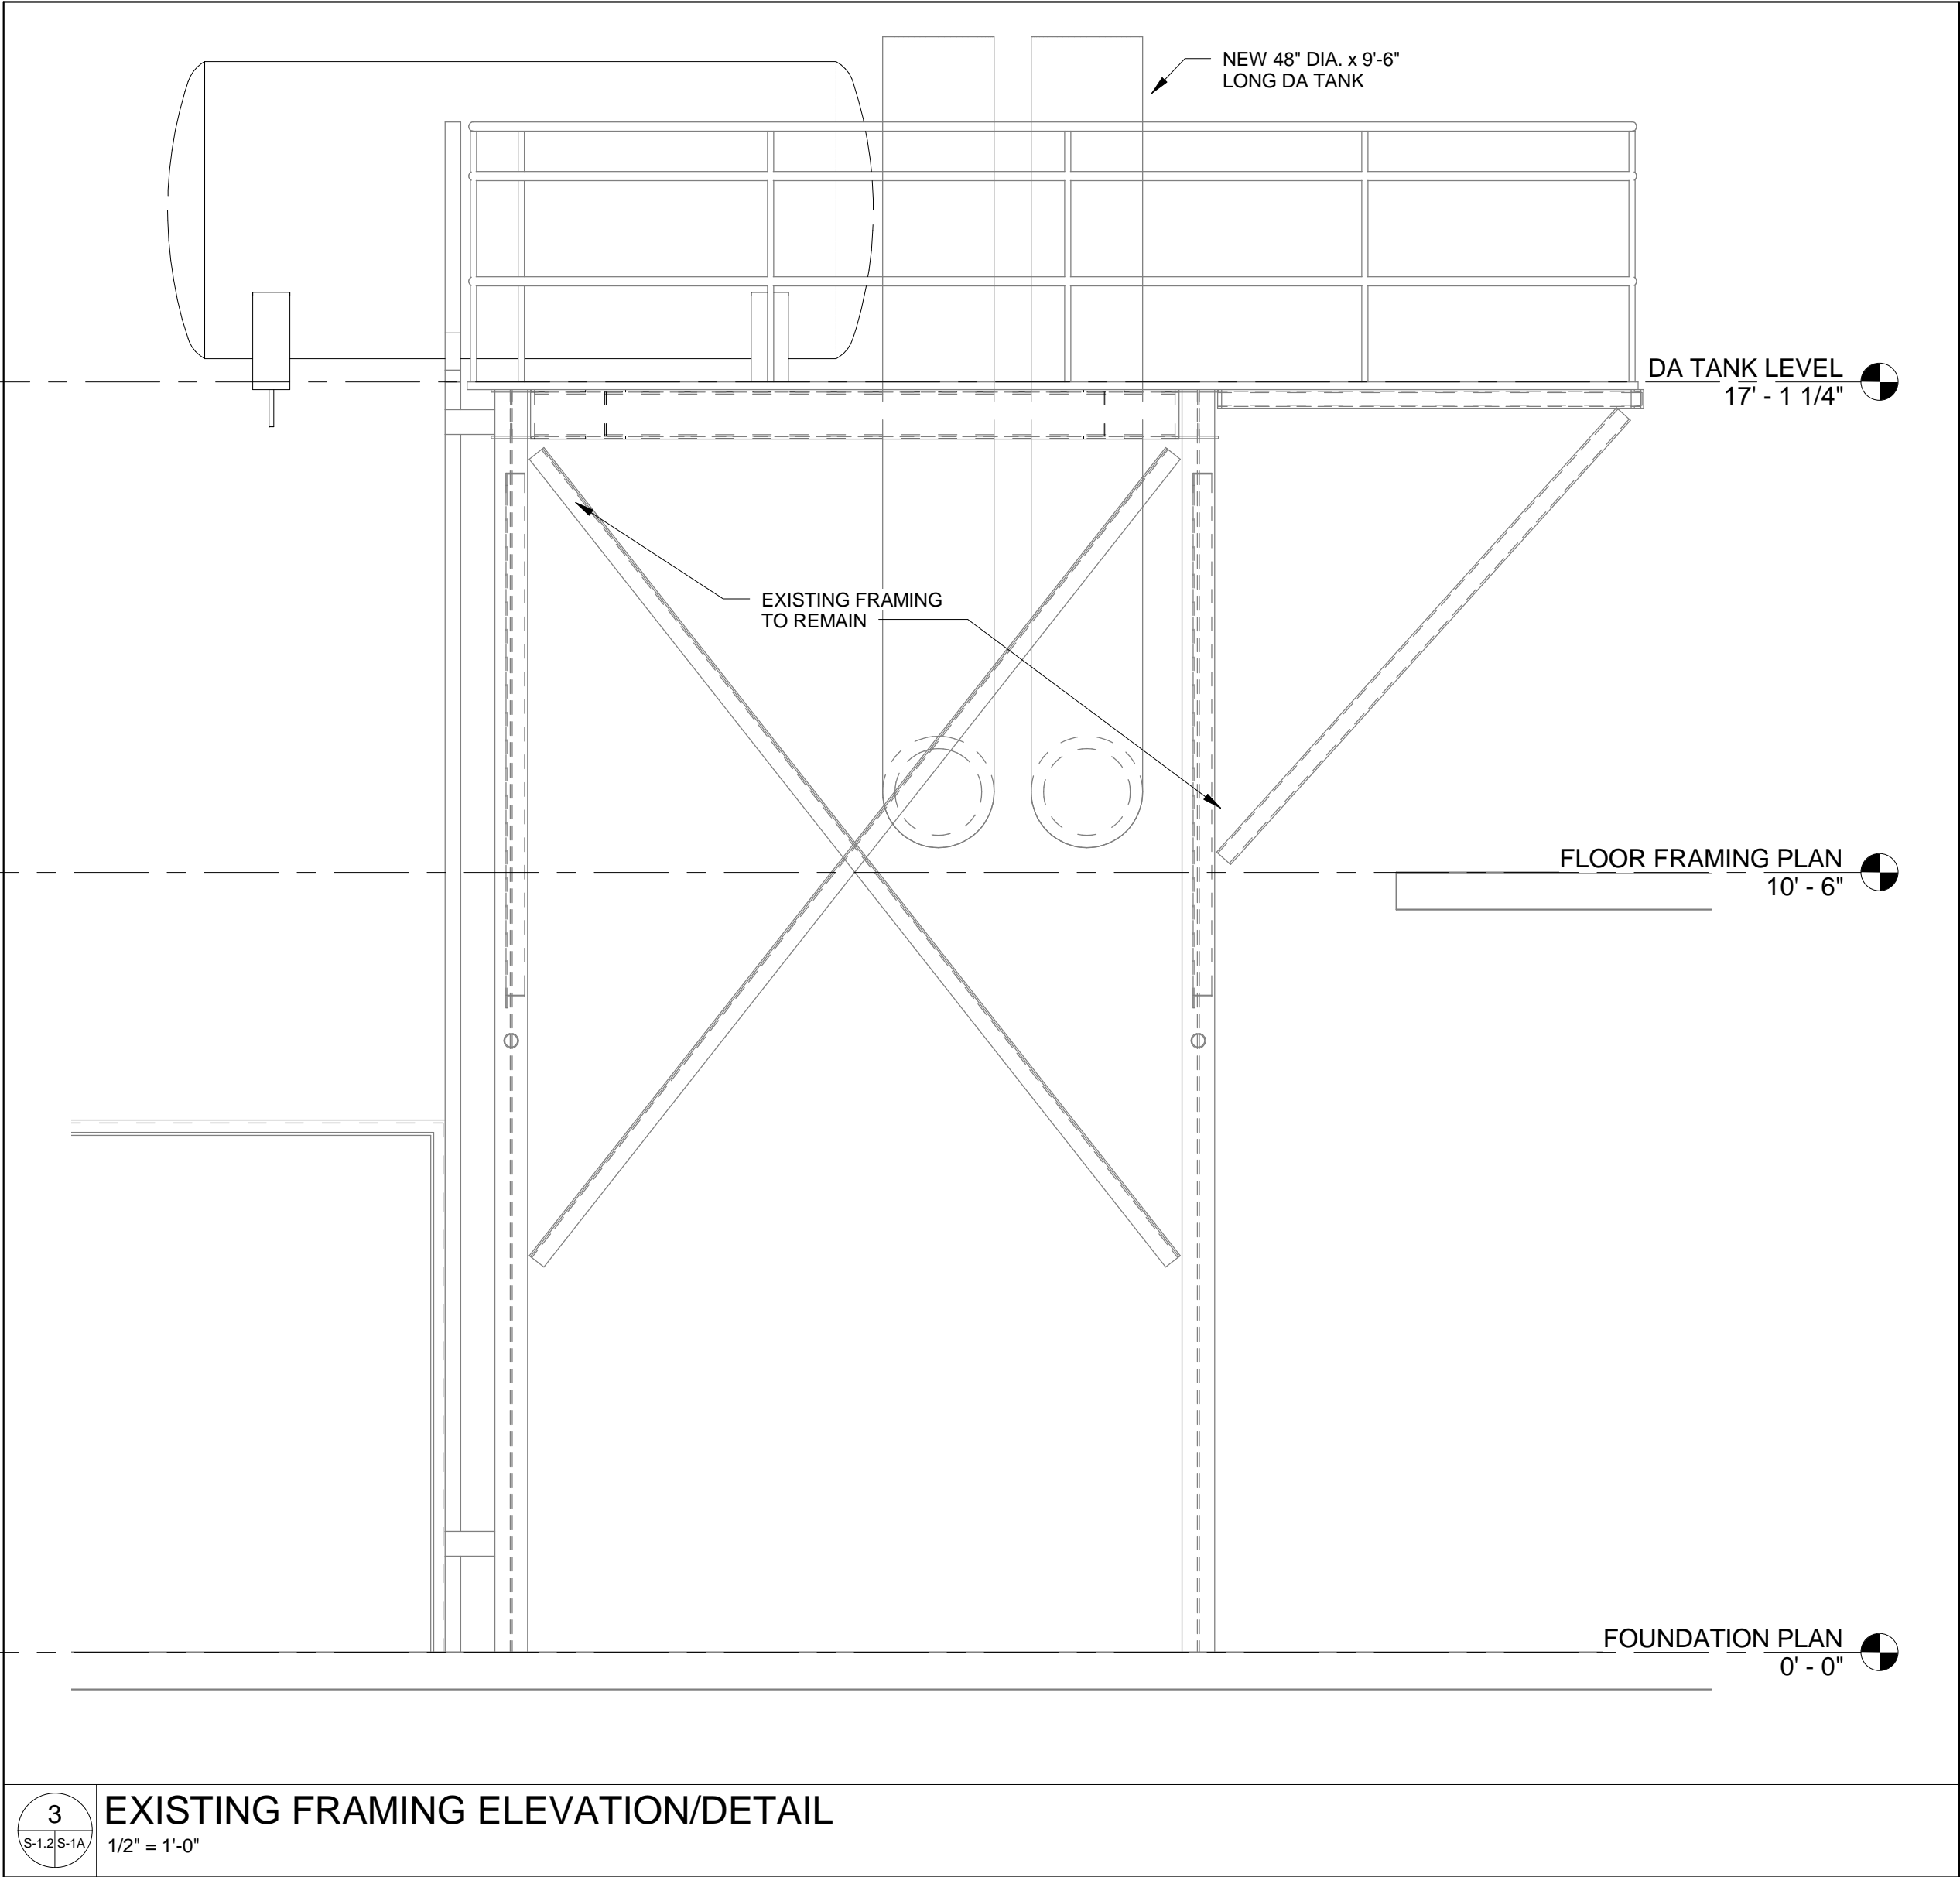 NEW 48" DIA. x 9'-6"
LONG DA TANK
DA TANK LEVEL
17' - 1 1/4"
EXISTING FRAMING
TO REMAIN
FLOOR FRAMING PLAN
10' - 6"
FOUNDATION PLAN
0' - 0"
3
S-1.2 S-1A
EXISTING FRAMING ELEVATION/DETAIL
1/2" = 1'-0"